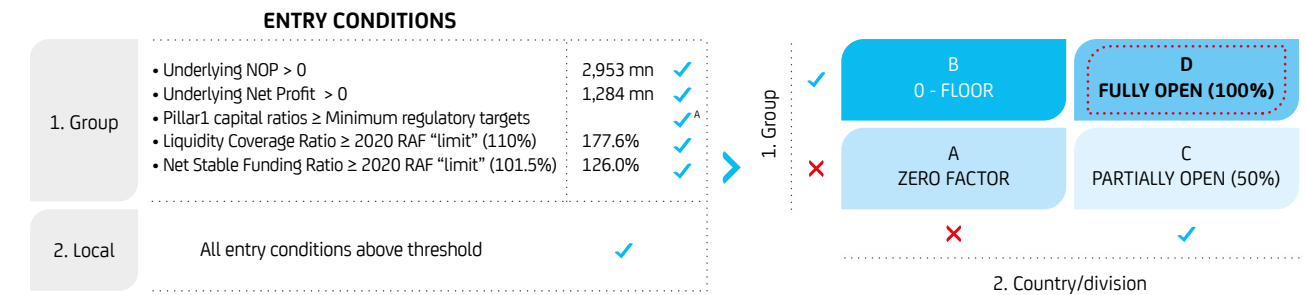 ENTRY CONDITIONS
1. Group
• Underlying NOP > 0 2,953 mn ✓
• Underlying Net Profit > 0 1,284 mn ✓
• Pillar1 capital ratios ≥ Minimum regulatory targets ✓ A
• Liquidity Coverage Ratio ≥ 2020 RAF “limit” (110%) 177.6% ✓
• Net Stable Funding Ratio ≥ 2020 RAF “limit” (101.5%) 126.0% ✓
2. Local
All entry conditions above threshold ✓
1. Group
B
0 - FLOOR
D
FULLY OPEN (100%)
A
ZERO FACTOR
C
PARTIALLY OPEN (50%)
2. Country/division